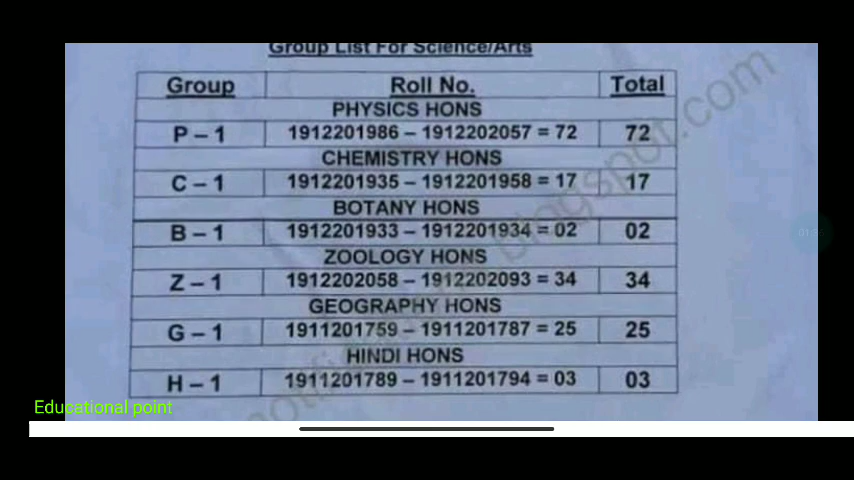 Group List For Science/Arts
Group Roll No. Total
PHYSICS HONS
P – 1 1912201986 – 1912202057 = 72 72
CHEMISTRY HONS
C – 1 1912201935 – 1912201958 = 17 17
BOTANY HONS
B – 1 1912201933 – 1912201934 = 02 02
ZOOLOGY HONS
Z – 1 1912202058 – 1912202093 = 34 34
GEOGRAPHY HONS
G – 1 1911201759 – 1911201787 = 25 25
HINDI HONS
H – 1 1911201789 – 1911201794 = 03 03
Educational point
blogspot.com